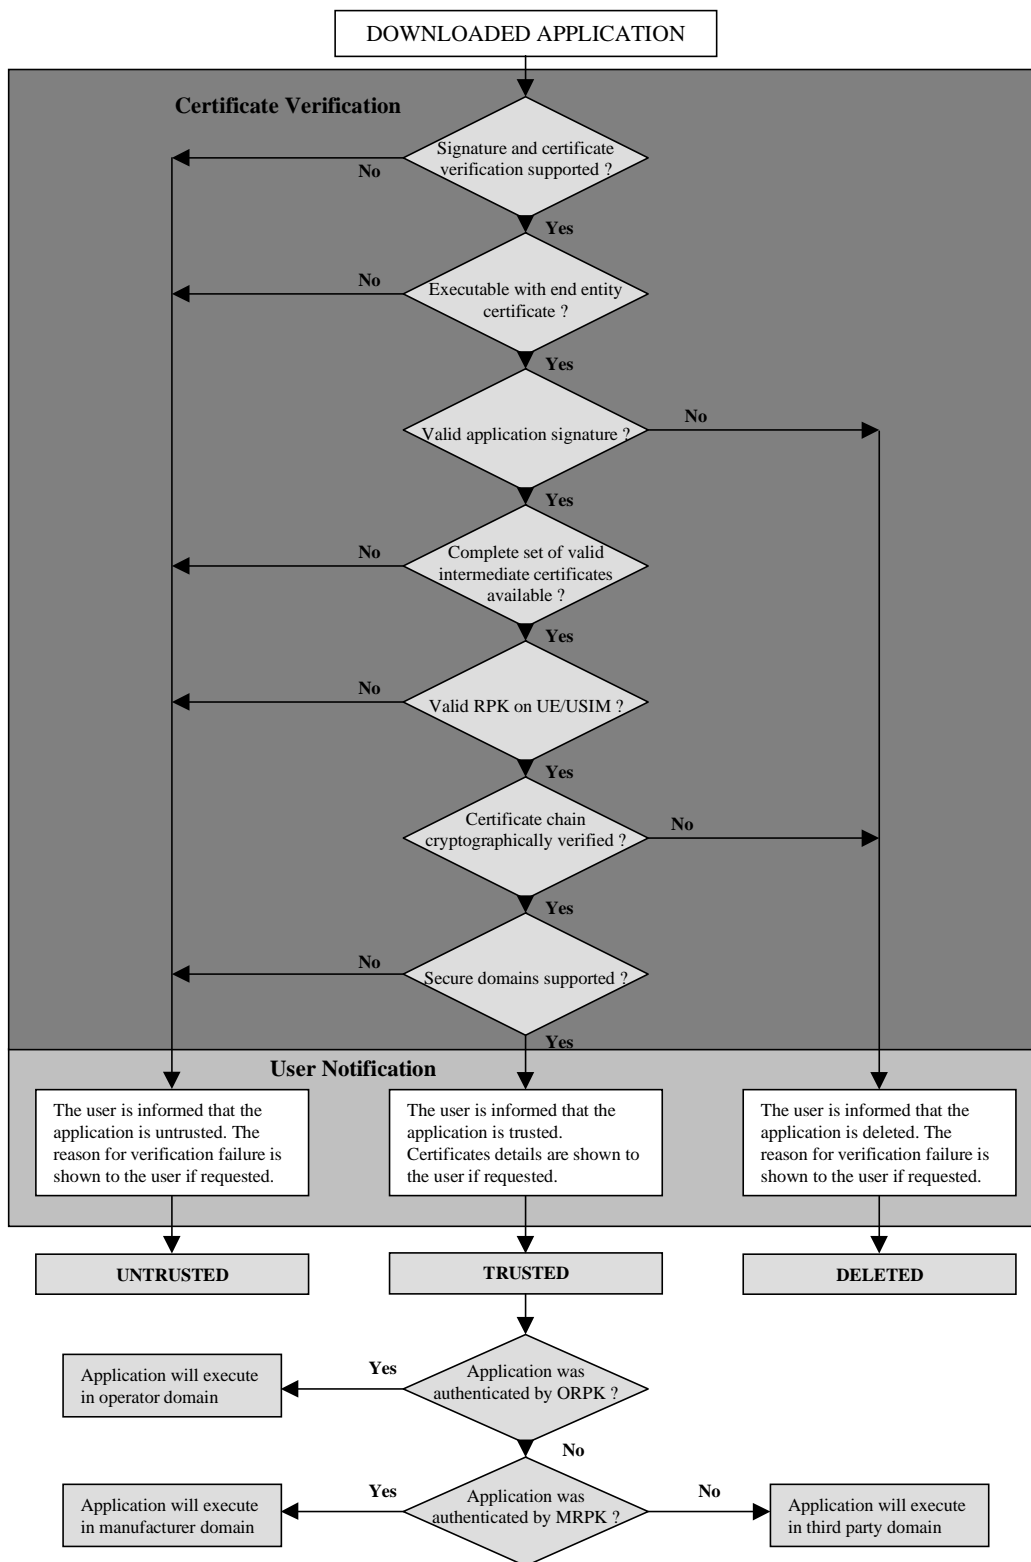 DOWNLOADED APPLICATION
Certificate Verification
Signature and certificate
verification supported ?
No
Yes
No
Executable with end entity
certificate ?
Yes
No
Valid application signature ?
Yes
No
Complete set of valid
intermediate certificates
available ?
Yes
No
Valid RPK on UE/USIM ?
Yes
Certificate chain
cryptographically verified ?
No
Yes
No
Secure domains supported ?
Yes
User Notification
The user is informed that the
application is untrusted. The
reason for verification failure is
shown to the user if requested.
The user is informed that the
application is trusted.
Certificates details are shown to
the user if requested.
The user is informed that the
application is deleted. The
reason for verification failure is
shown to the user if requested.
UNTRUSTED
TRUSTED
DELETED
Application will execute
in operator domain
Yes
Application was
authenticated by ORPK ?
No
Application will execute
in manufacturer domain
Yes
Application was
authenticated by MRPK ?
No
Application will execute
in third party domain